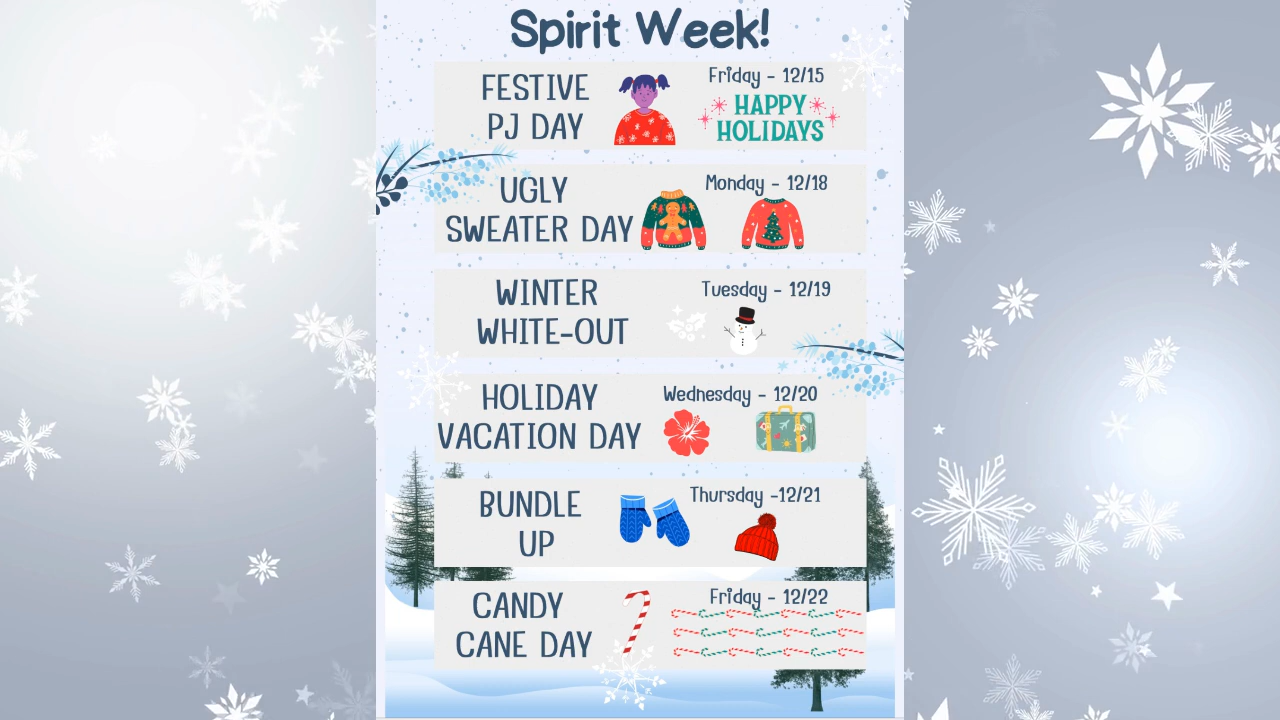 Spirit Week!
FESTIVE
PJ DAY
Friday - 12/15
HAPPY
HOLIDAYS
UGLY
SWEATER DAY
Monday - 12/18
WINTER
WHITE-OUT
Tuesday - 12/19
HOLIDAY
VACATION DAY
Wednesday - 12/20
BUNDLE
UP
Thursday -12/21
CANDY
CANE DAY
Friday - 12/22